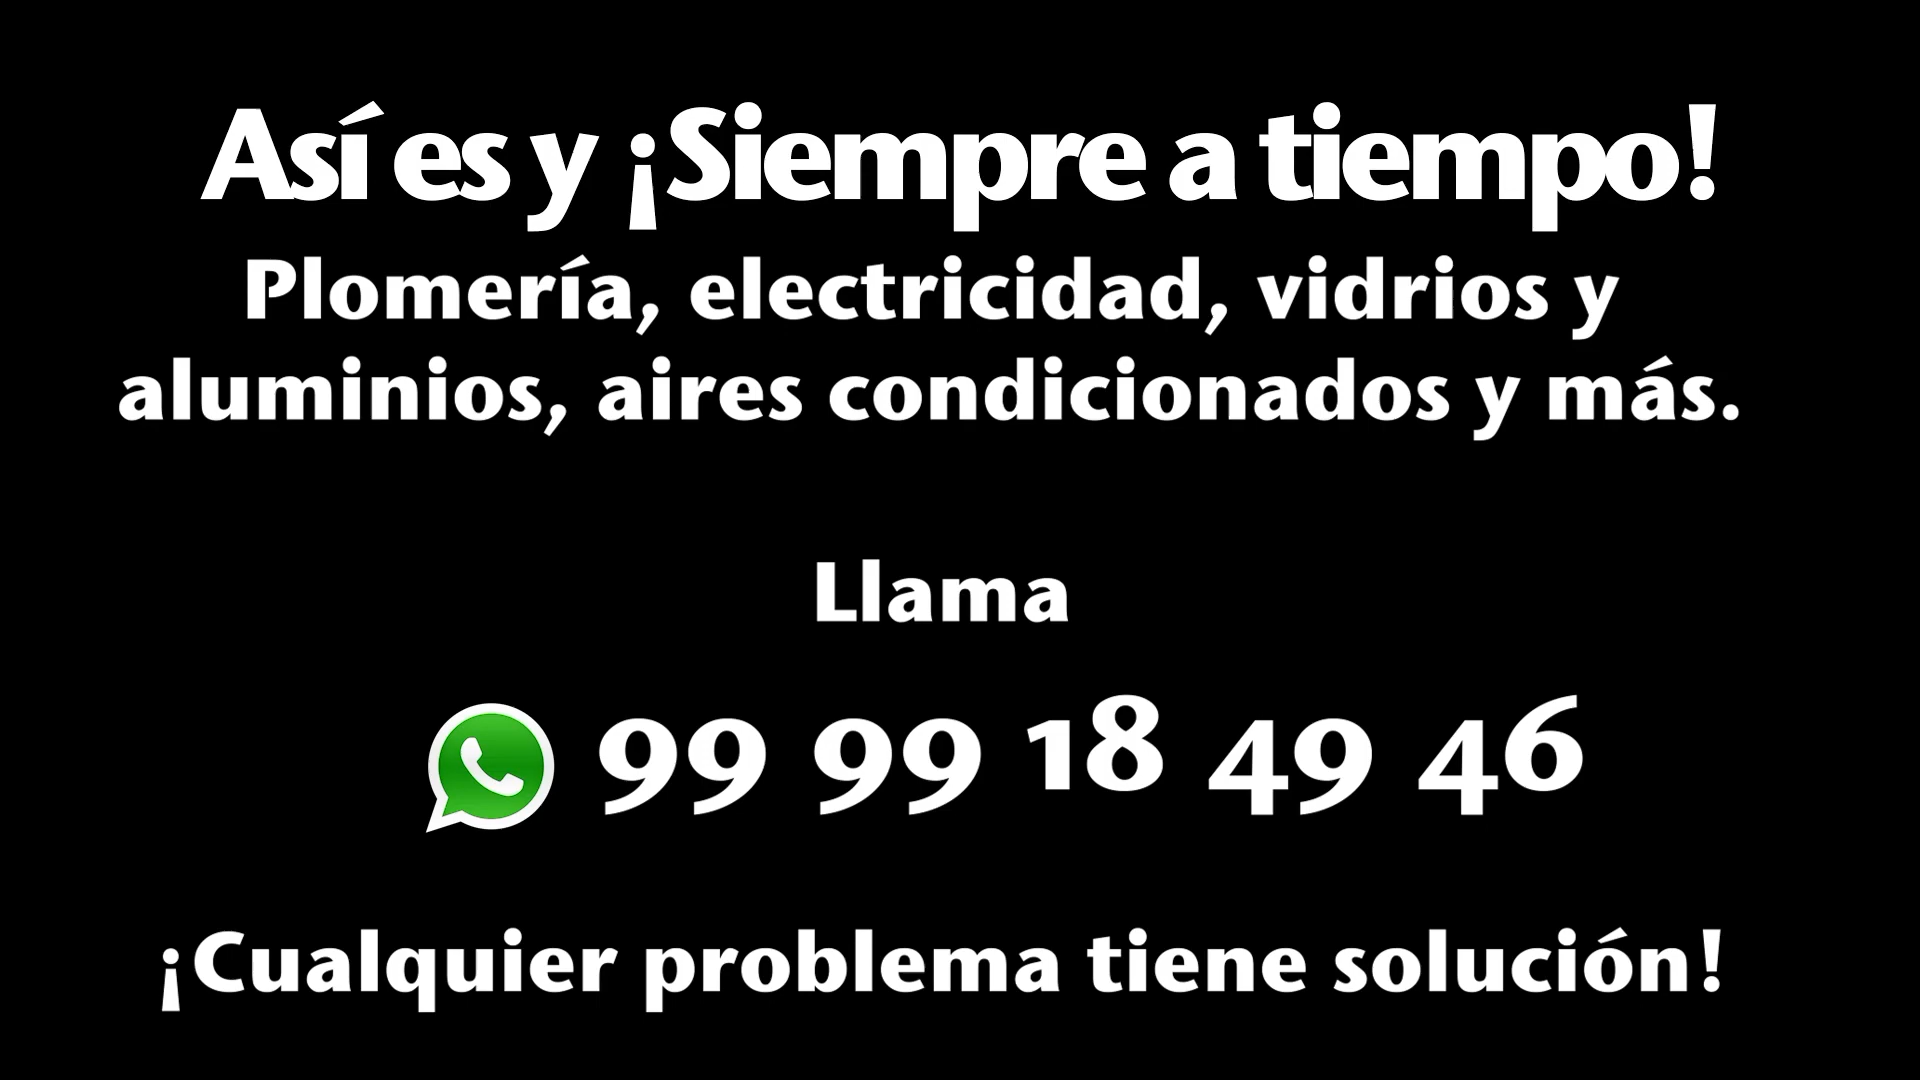 Así es y ¡Siempre a tiempo!
Plomería, electricidad, vidrios y
aluminios, aires condicionados y más.
Llama
99 99 18 49 46
¡Cualquier problema tiene solución!